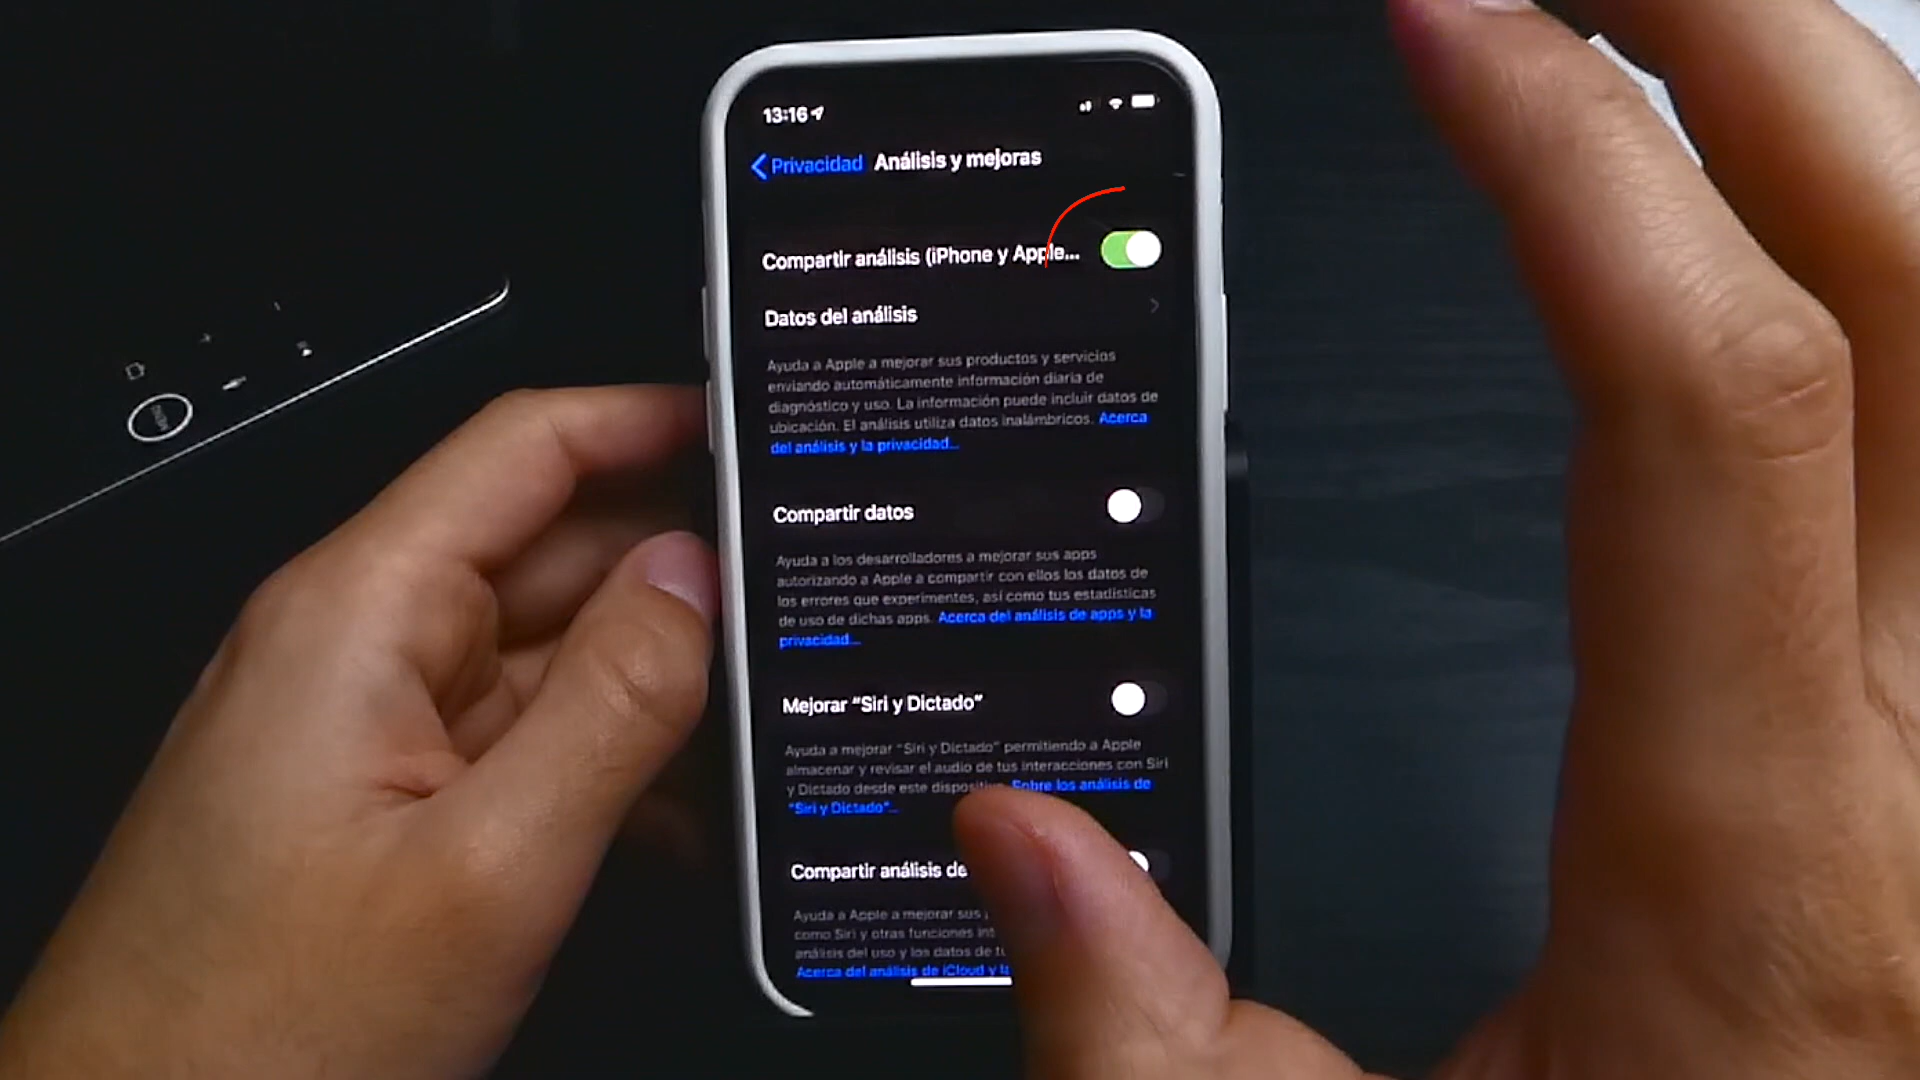 13:16
Privacidad Análisis y mejoras
Compartir análisis (iPhone y Apple...
Datos del análisis
Ayuda a Apple a mejorar sus productos y servicios
enviando automáticamente información diaria de
diagnóstico y uso. La información puede incluir datos de
ubicación. El análisis utiliza datos inalámbricos. Acerca
del análisis y la privacidad...
Compartir datos
Ayuda a los desarrolladores a mejorar sus apps
autorizando a Apple a compartir con ellos los datos de
los errores que experimentes, así como tus estadísticas
de uso de dichas apps. Acerca del análisis de apps y la
privacidad...
Mejorar “Siri y Dictado”
Ayuda a mejorar “Siri y Dictado” permitiendo a Apple
almacenar y revisar el audio de tus interacciones con Siri
y Dictado desde este dispositivo. Sobre los análisis de
“Siri y Dictado”...
Compartir análisis de
Ayuda a Apple a mejorar sus
como Siri y otras funciones int
análisis del uso y los datos de tu
Acerca del análisis de iCloud y la